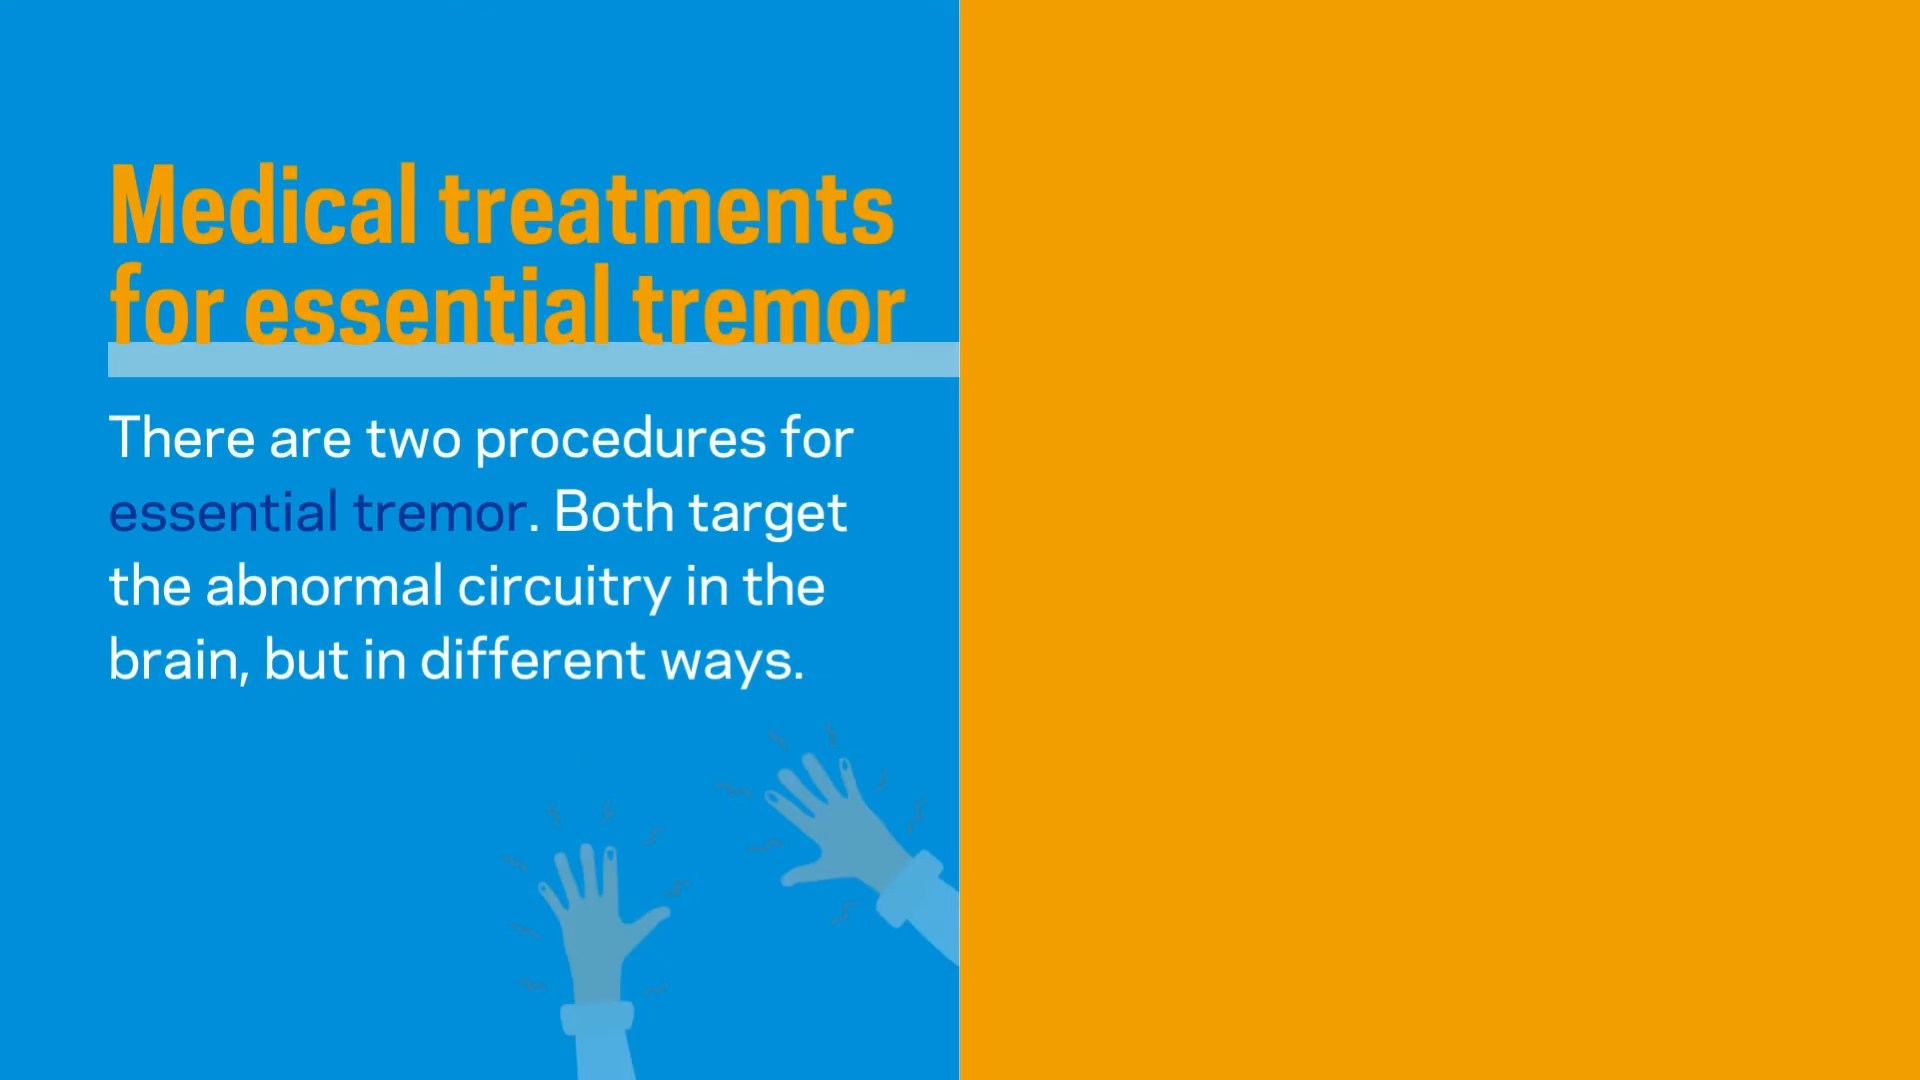 Medical treatments
for essential tremor
There are two procedures for
essential tremor. Both target
the abnormal circuitry in the
brain, but in different ways.